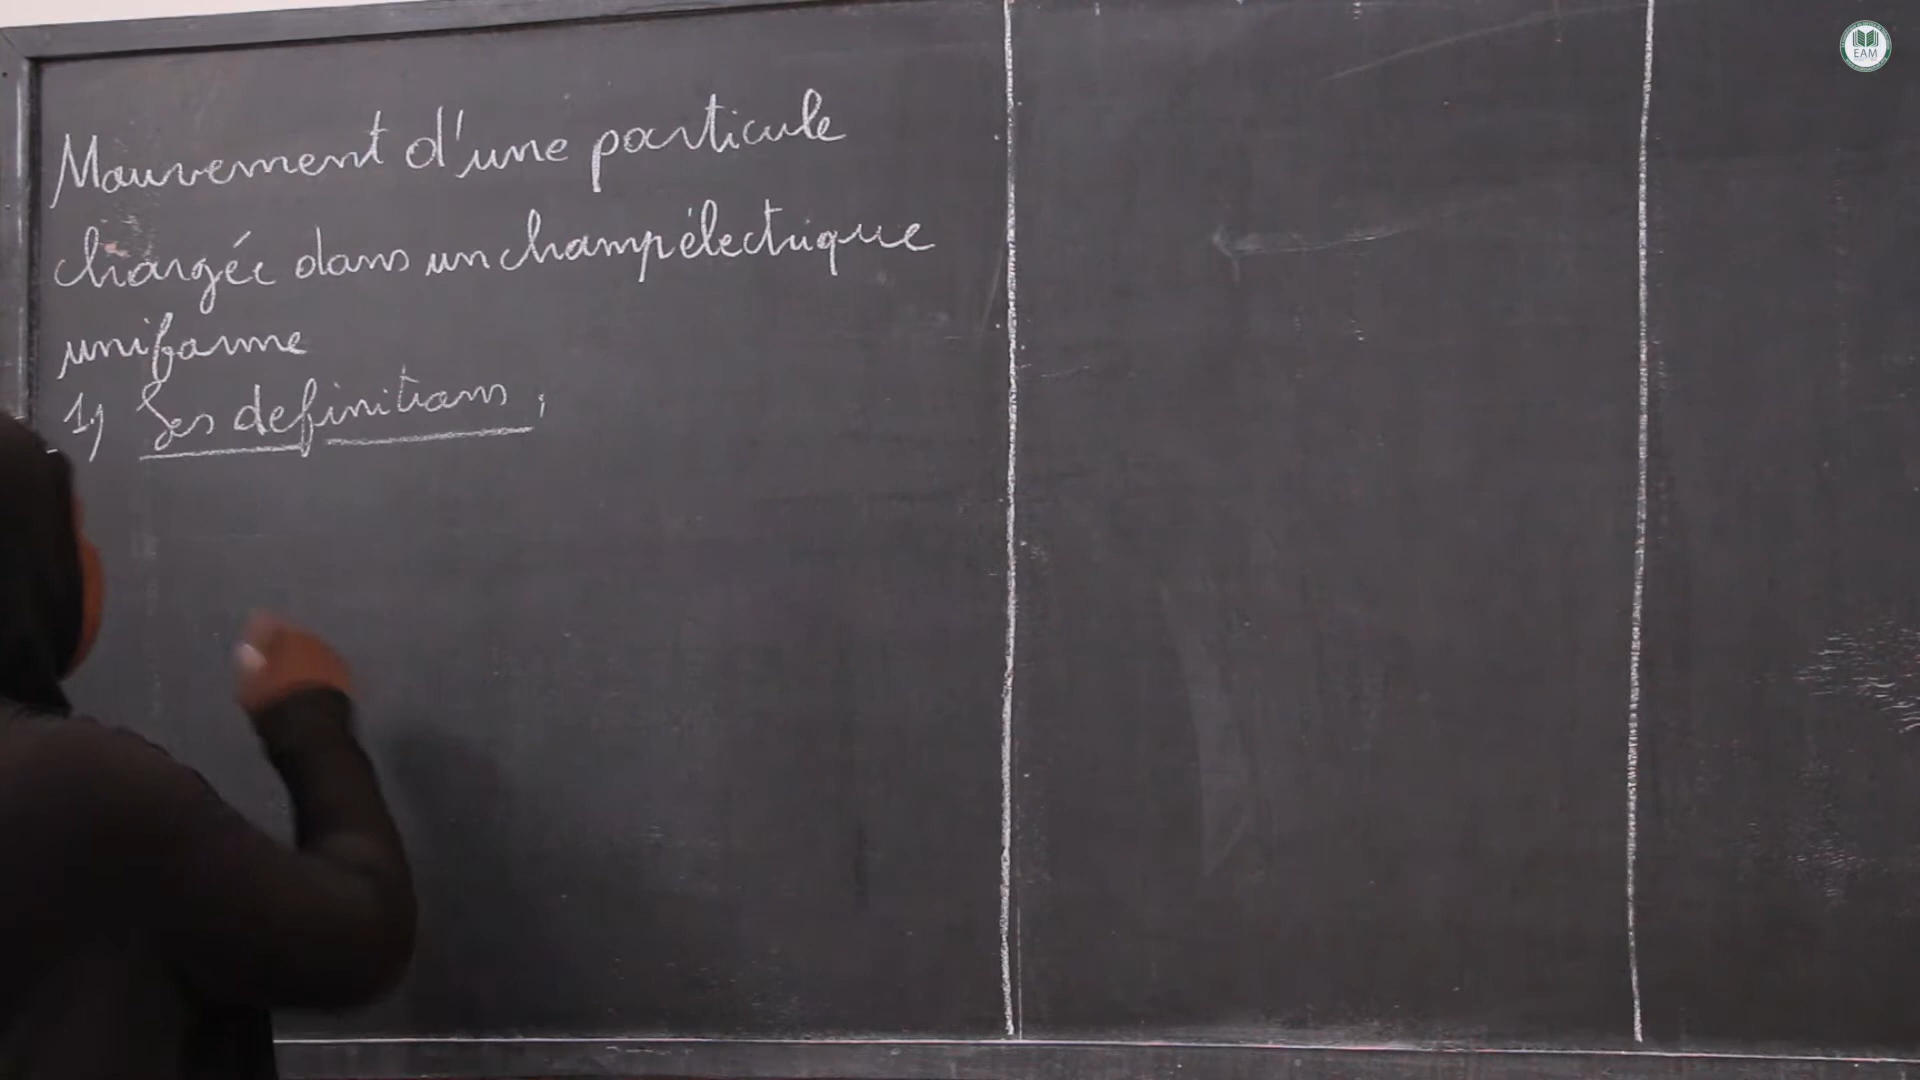 Mouvement d'une particule
chargée dans un champ électrique
uniforme
1) Les definitions :
EAM